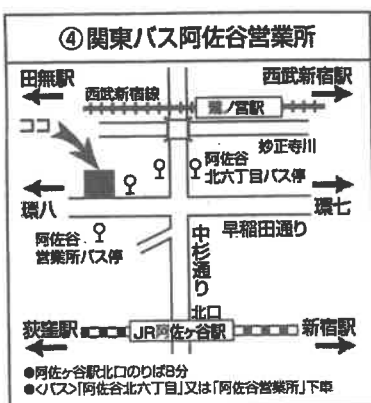 ④関東バス阿佐谷営業所
田無駅
西武新宿駅
西武新宿線
鷺ノ宮駅
ココ
妙正寺川
阿佐谷
北六丁目バス停
環八
環七
阿佐谷
営業所バス停
早稲田通り
中杉通り
北口
荻窪駅
JR阿佐ヶ谷駅
新宿駅
●阿佐ヶ谷駅北口のりば8分
●<バス>「阿佐谷北六丁目」又は「阿佐谷営業所」下車